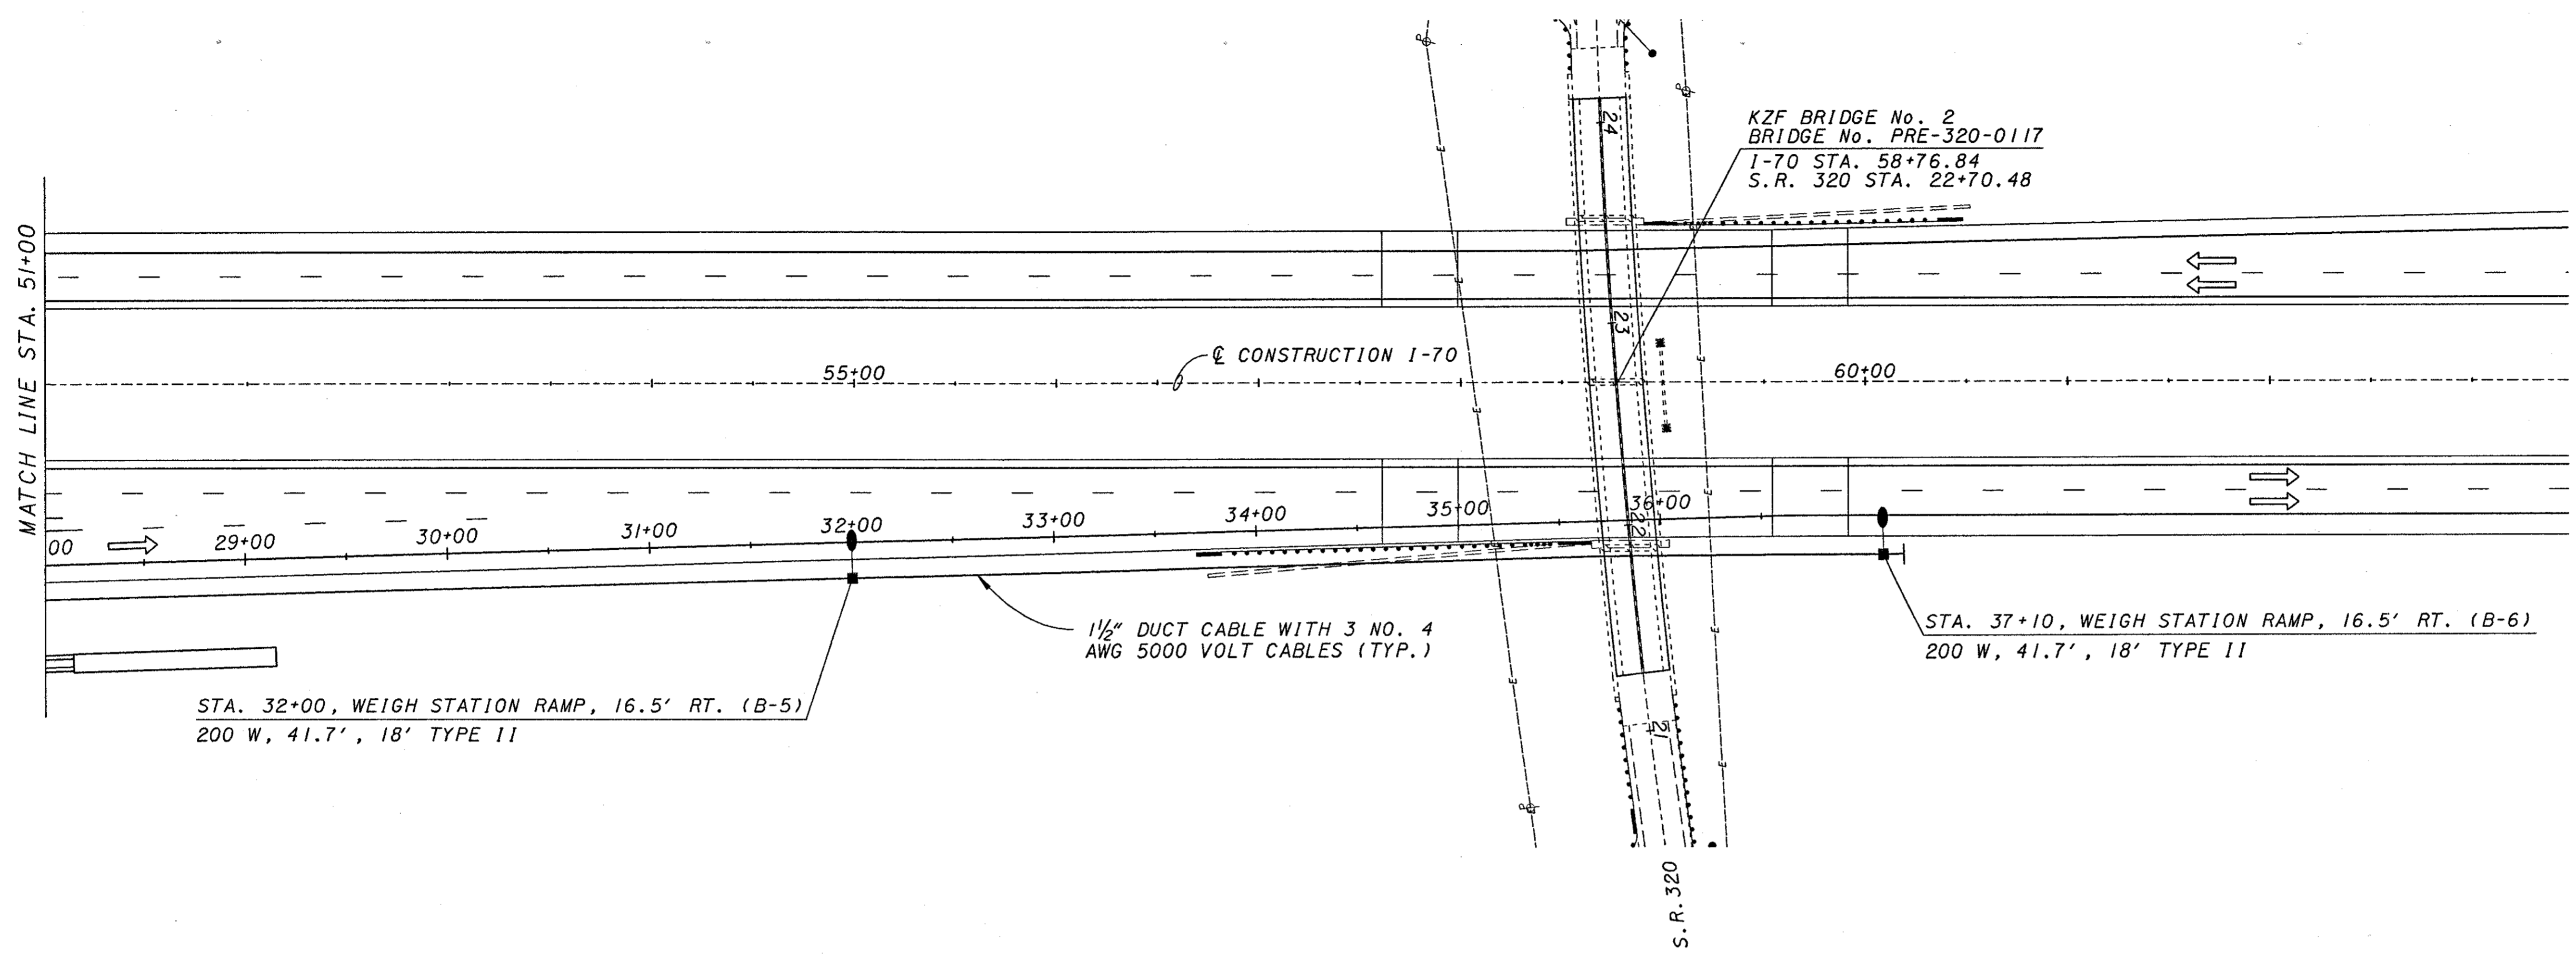 KZF BRIDGE No. 2
BRIDGE No. PRE-320-0117
I-70 STA. 58+76.84
S.R. 320 STA. 22+70.48
MATCH LINE STA. 51+00
24
23
22
21
℄ CONSTRUCTION I-70
55+00
60+00
00
29+00
30+00
31+00
32+00
33+00
34+00
35+00
36+00
1½" DUCT CABLE WITH 3 NO. 4
AWG 5000 VOLT CABLES (TYP.)
STA. 37+10, WEIGH STATION RAMP, 16.5' RT. (B-6)
200 W, 41.7', 18' TYPE II
STA. 32+00, WEIGH STATION RAMP, 16.5' RT. (B-5)
200 W, 41.7', 18' TYPE II
E
E
E
E
E
E
E
E
E
S.R. 320